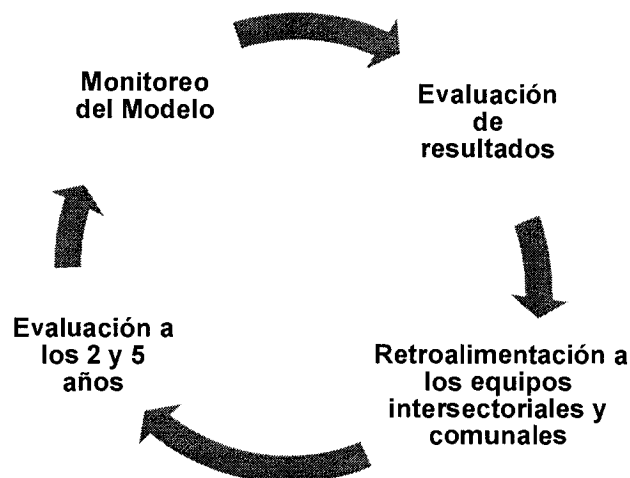 Monitoreo
del Modelo
Evaluación
de
resultados
Retroalimentación a
los equipos
intersectoriales y
comunales
Evaluación a
los 2 y 5
años